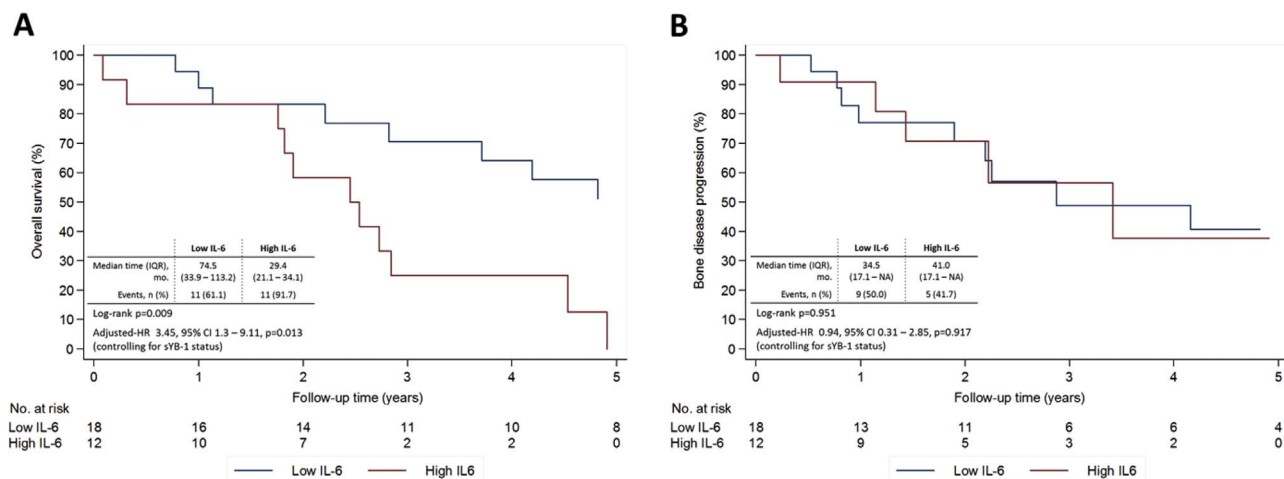 A
Overall survival (%)
100
90
80
70
60
50
40
30
20
10
0
Low IL-6 High IL-6
Median time (IQR), 74.5 29.4
mo. (33.9 – 113.2) (21.1 – 34.1)
Events, n (%) 11 (61.1) 11 (91.7)
Log-rank p=0.009
Adjusted-HR 3.45, 95% CI 1.3 – 9.11, p=0.013
(controlling for sYB-1 status)
0 1 2 3 4 5
Follow-up time (years)
No. at risk
Low IL-6 18 16 14 11 10 8
High IL-6 12 10 7 2 2 0
Low IL-6 High IL6
B
Bone disease progression (%)
100
90
80
70
60
50
40
30
20
10
0
Low IL-6 High IL-6
Median time (IQR), 34.5 41.0
mo. (17.1 – NA) (17.1 – NA)
Events, n (%) 9 (50.0) 5 (41.7)
Log-rank p=0.951
Adjusted-HR 0.94, 95% CI 0.31 – 2.85, p=0.917
(controlling for sYB-1 status)
0 1 2 3 4 5
Follow-up time (years)
No. at risk
Low IL-6 18 13 11 6 6 4
High IL-6 12 9 5 3 2 0
Low IL-6 High IL6